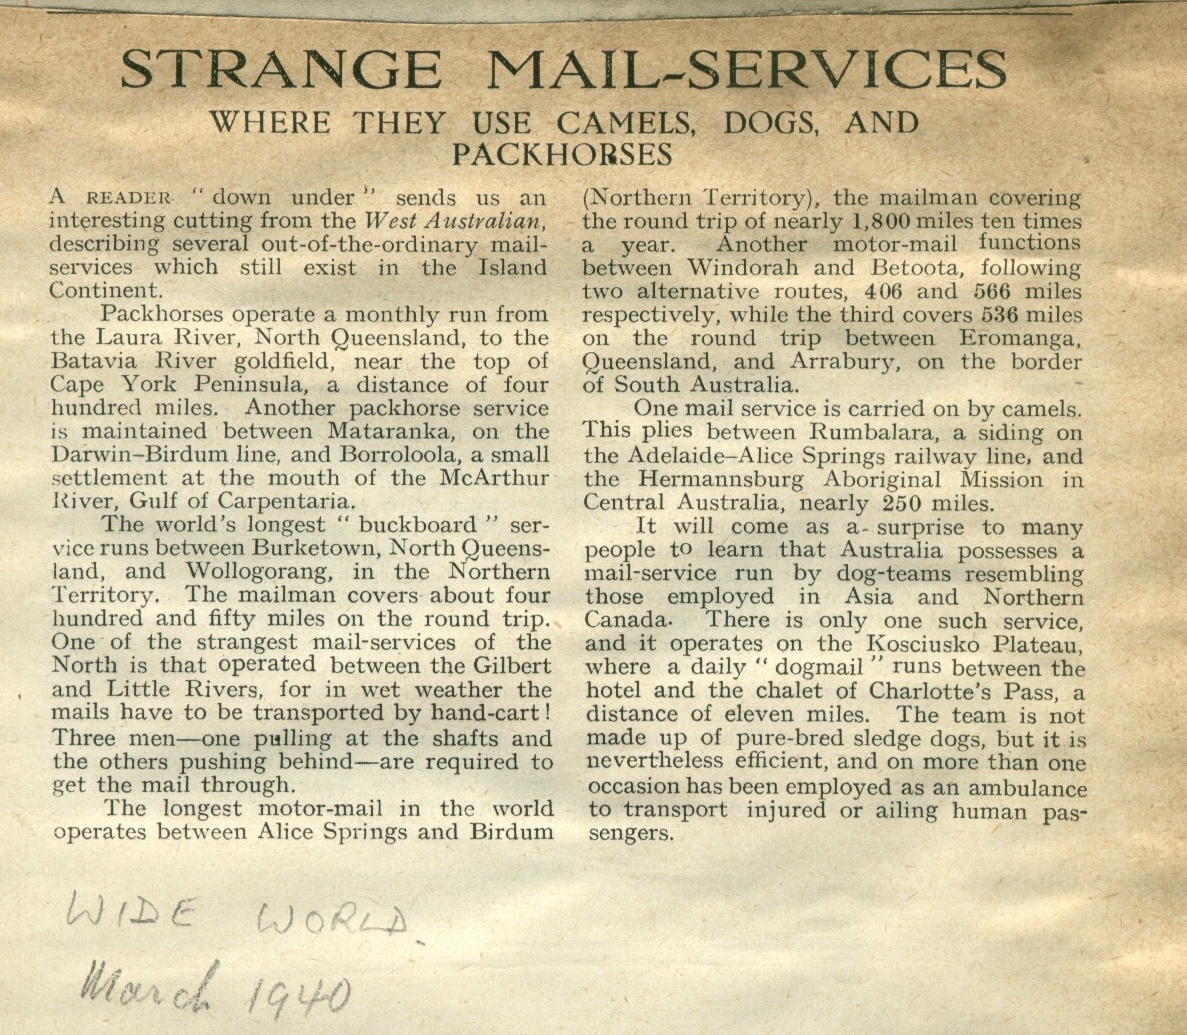 STRANGE MAIL-SERVICES
WHERE THEY USE CAMELS, DOGS, AND
PACKHORSES
A READER “ down under ” sends us an
interesting cutting from the West Australian,
describing several out-of-the-ordinary mail-
services which still exist in the Island
Continent.
Packhorses operate a monthly run from
the Laura River, North Queensland, to the
Batavia River goldfield, near the top of
Cape York Peninsula, a distance of four
hundred miles. Another packhorse service
is maintained between Mataranka, on the
Darwin–Birdum line, and Borroloola, a small
settlement at the mouth of the McArthur
River, Gulf of Carpentaria.
The world's longest “ buckboard ” ser-
vice runs between Burketown, North Queens-
land, and Wollogorang, in the Northern
Territory. The mailman covers about four
hundred and fifty miles on the round trip.
One of the strangest mail-services of the
North is that operated between the Gilbert
and Little Rivers, for in wet weather the
mails have to be transported by hand-cart!
Three men—one pulling at the shafts and
the others pushing behind—are required to
get the mail through.
The longest motor-mail in the world
operates between Alice Springs and Birdum
(Northern Territory), the mailman covering
the round trip of nearly 1,800 miles ten times
a year. Another motor-mail functions
between Windorah and Betoota, following
two alternative routes, 406 and 566 miles
respectively, while the third covers 536 miles
on the round trip between Eromanga,
Queensland, and Arrabury, on the border
of South Australia.
One mail service is carried on by camels.
This plies between Rumbalara, a siding on
the Adelaide–Alice Springs railway line, and
the Hermannsburg Aboriginal Mission in
Central Australia, nearly 250 miles.
It will come as a surprise to many
people to learn that Australia possesses a
mail-service run by dog-teams resembling
those employed in Asia and Northern
Canada. There is only one such service,
and it operates on the Kosciusko Plateau,
where a daily “ dogmail ” runs between the
hotel and the chalet of Charlotte's Pass, a
distance of eleven miles. The team is not
made up of pure-bred sledge dogs, but it is
nevertheless efficient, and on more than one
occasion has been employed as an ambulance
to transport injured or ailing human pas-
sengers.
WIDE WORLD.
March 1940